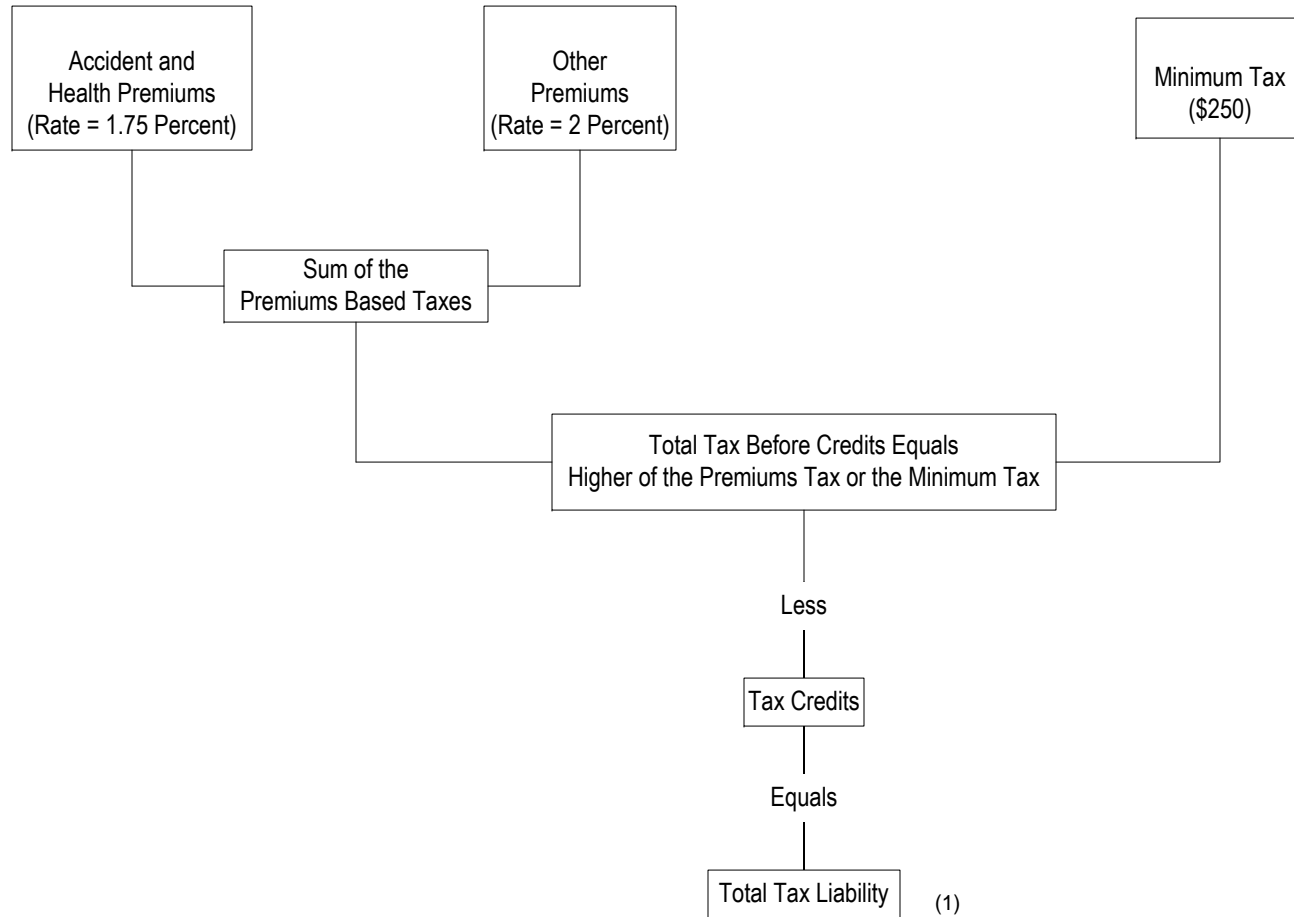 Accident and
Health Premiums
(Rate = 1.75 Percent)
Other
Premiums
(Rate = 2 Percent)
Minimum Tax
($250)
Sum of the
Premiums Based Taxes
Total Tax Before Credits Equals
Higher of the Premiums Tax or the Minimum Tax
Less
Tax Credits
Equals
Total Tax Liability (1)